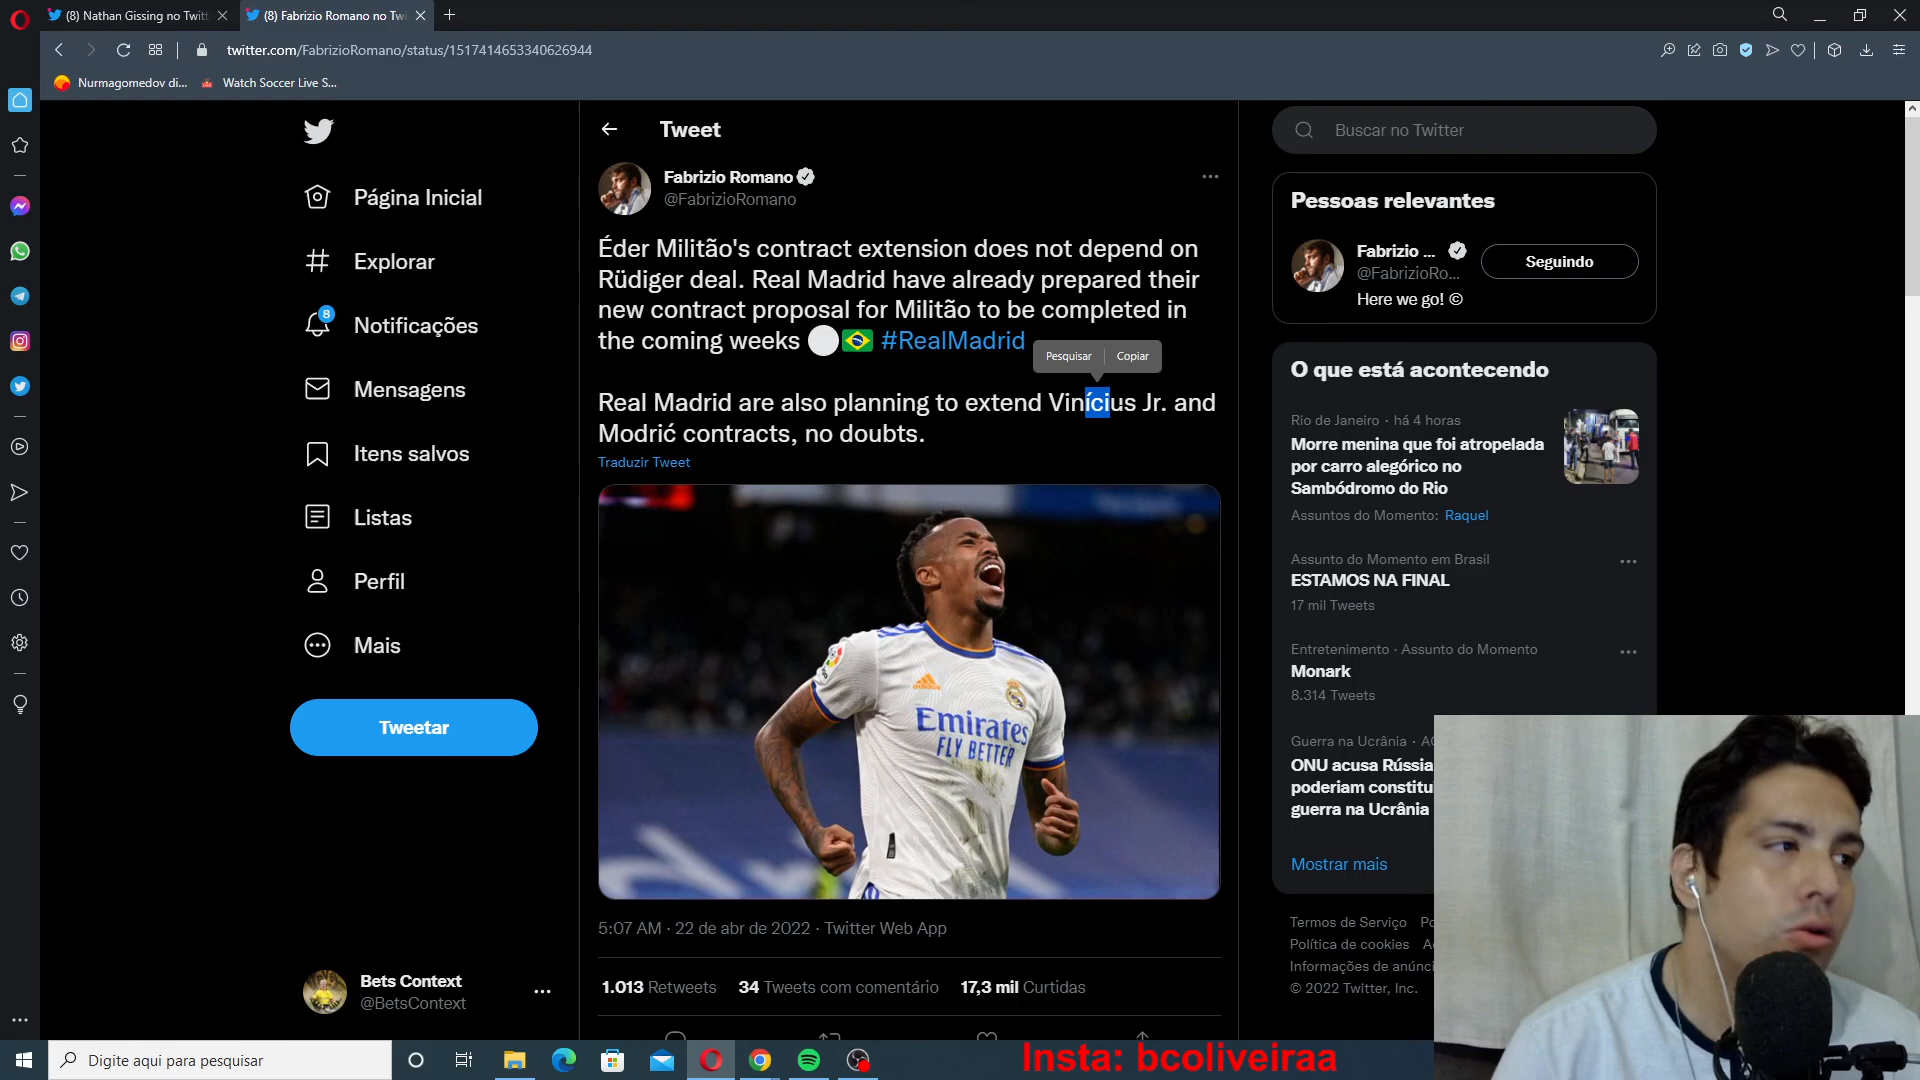 (8) Nathan Gissing no Twitt
(8) Fabrizio Romano no Twi
twitter.com/FabrizioRomano/status/1517414653340626944
Nurmagomedov di...
Watch Soccer Live S...
Página Inicial
Explorar
8
Notificações
Mensagens
Itens salvos
Listas
Perfil
Mais
Tweetar
Bets Context
@BetsContext
Tweet
Fabrizio Romano
@FabrizioRomano
Éder Militão's contract extension does not depend on
Rüdiger deal. Real Madrid have already prepared their
new contract proposal for Militão to be completed in
the coming weeks ⚪🇧🇷 #RealMadrid
Pesquisar Copiar
Real Madrid are also planning to extend Vinícius Jr. and
Modrić contracts, no doubts.
Traduzir Tweet
Emirates
FLY BETTER
5:07 AM · 22 de abr de 2022 · Twitter Web App
1.013 Retweets 34 Tweets com comentário 17,3 mil Curtidas
Buscar no Twitter
Pessoas relevantes
Fabrizio ...
@FabrizioRo...
Seguindo
Here we go! ©
O que está acontecendo
Rio de Janeiro · há 4 horas
Morre menina que foi atropelada
por carro alegórico no
Sambódromo do Rio
Assuntos do Momento: Raquel
Assunto do Momento em Brasil
ESTAMOS NA FINAL
17 mil Tweets
Entretenimento · Assunto do Momento
Monark
8.314 Tweets
Guerra na Ucrânia · AO
ONU acusa Rússia
poderiam constitui
guerra na Ucrânia
Mostrar mais
Termos de Serviço Po
Política de cookies A
Informações de anúnci
© 2022 Twitter, Inc.
Digite aqui para pesquisar
Insta: bcoliveiraa